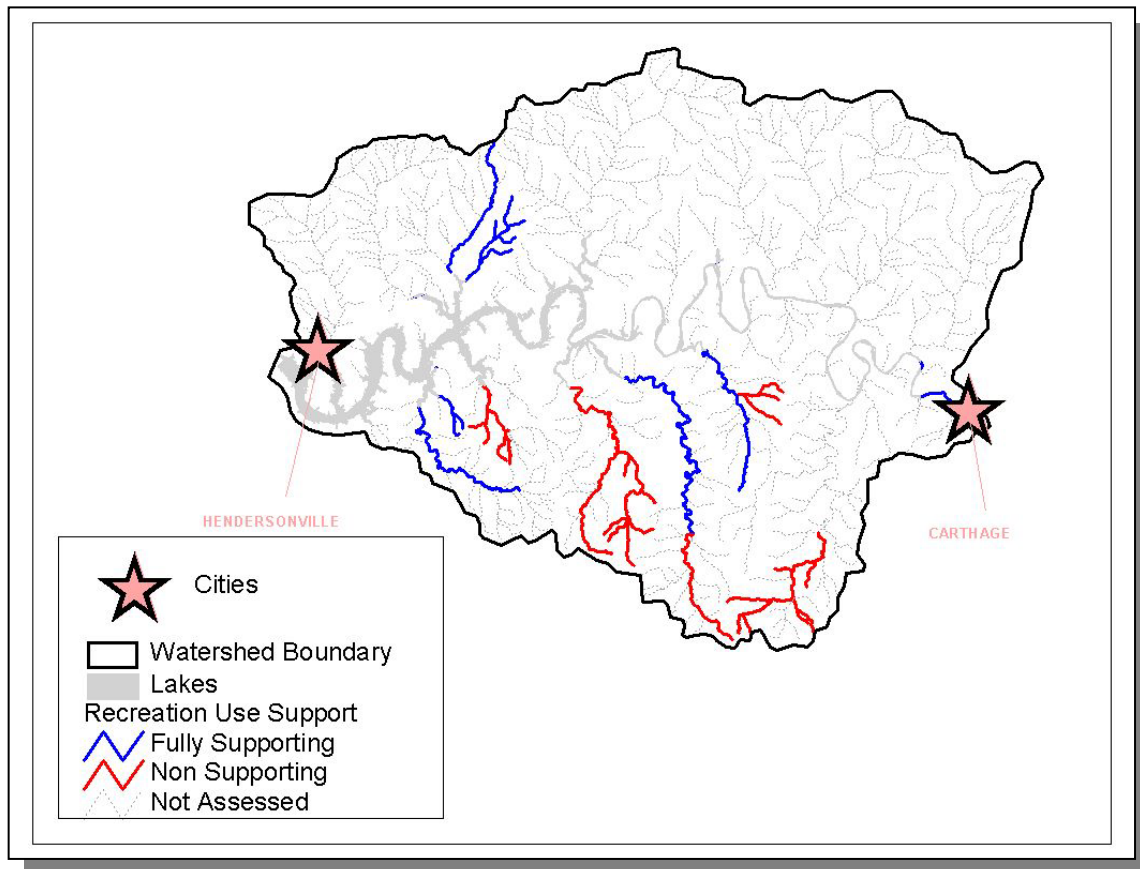 HENDERSONVILLE
CARTHAGE
Cities
Watershed Boundary
Lakes
Recreation Use Support
Fully Supporting
Non Supporting
Not Assessed